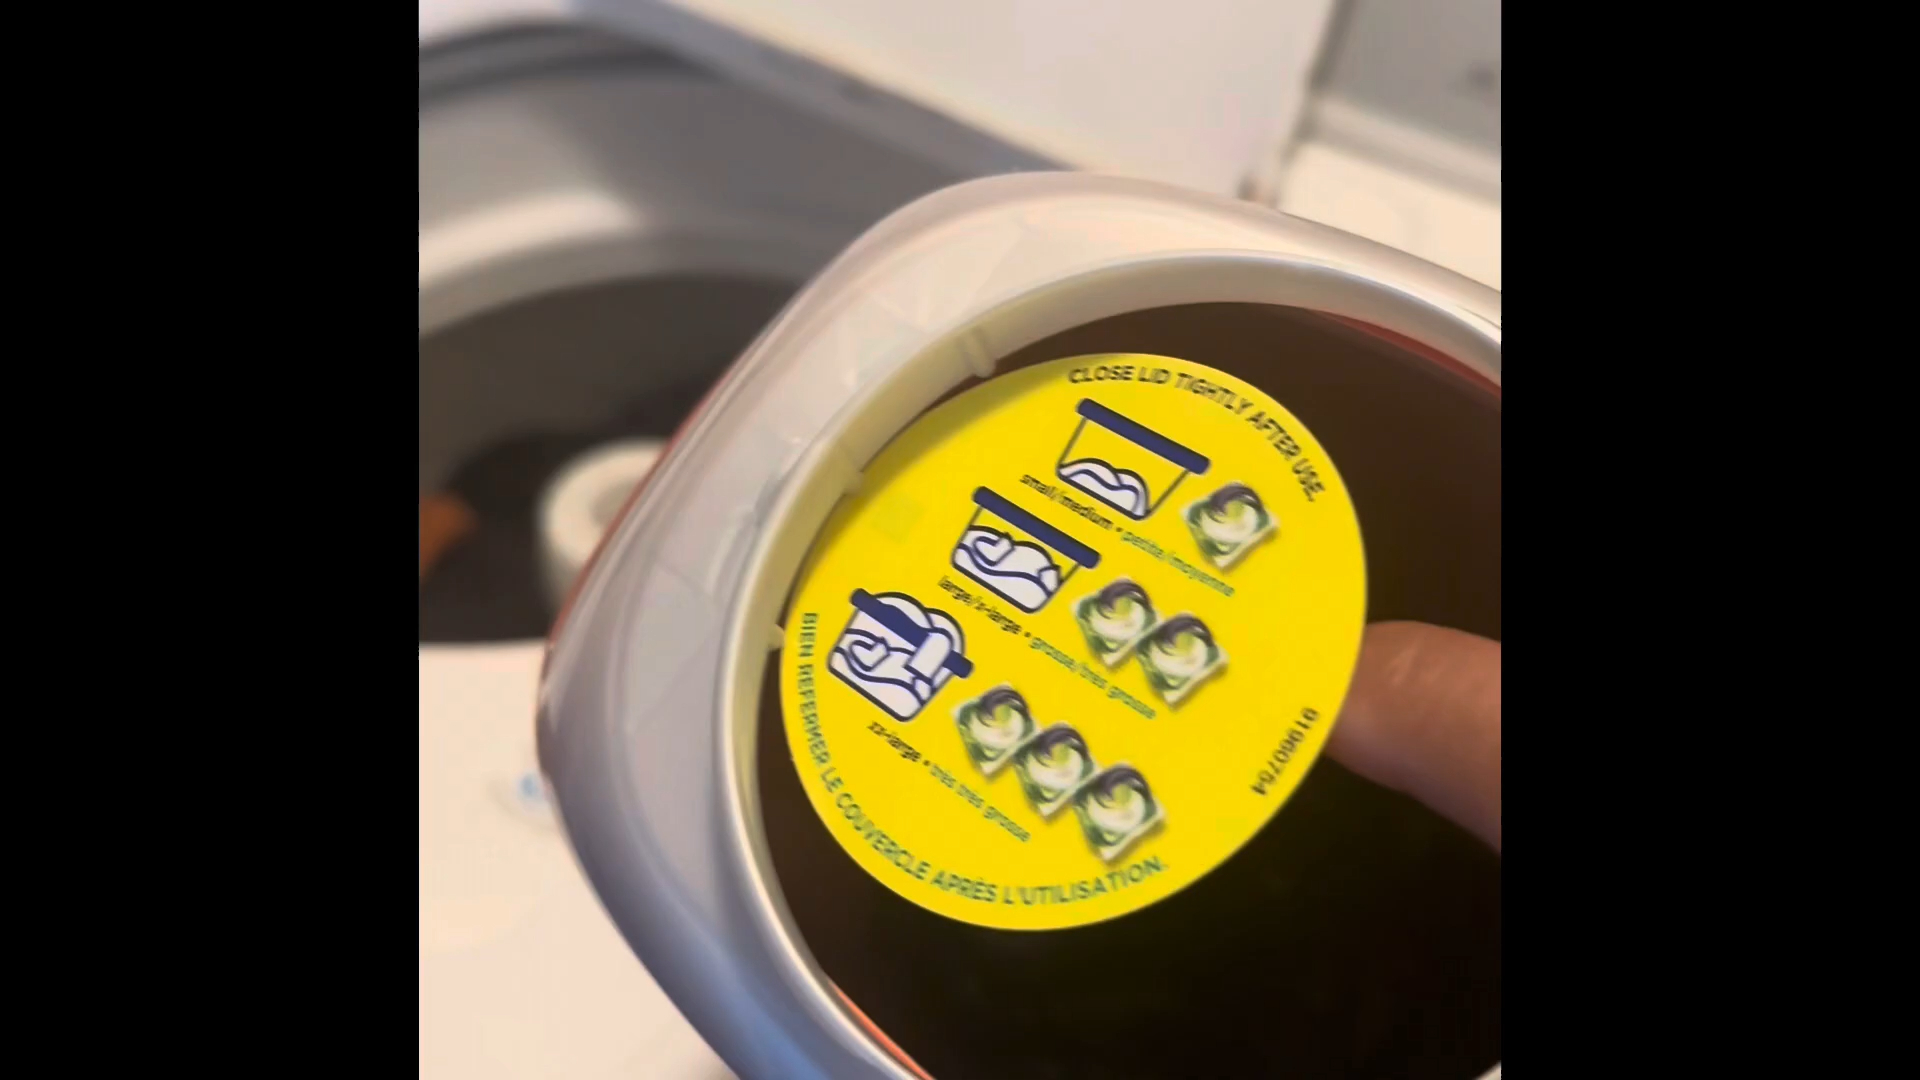 CLOSE LID TIGHTLY AFTER USE.
small/medium • petite/moyenne
large/x-large • grosse/très grosse
xx-large • très très grosse
BIEN REFERMER LE COUVERCLE APRÈS L'UTILISATION.
91960764